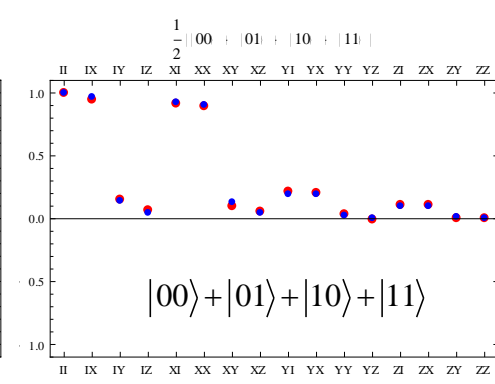 1
2 |00⟩ + |01⟩ + |10⟩ + |11⟩
II IX IY IZ XI XX XY XZ YI YX YY YZ ZI ZX ZY ZZ
1.0
0.5
0.0
0.5
1.0
|00⟩+|01⟩+|10⟩+|11⟩
II IX IY IZ XI XX XY XZ YI YX YY YZ ZI ZX ZY ZZ